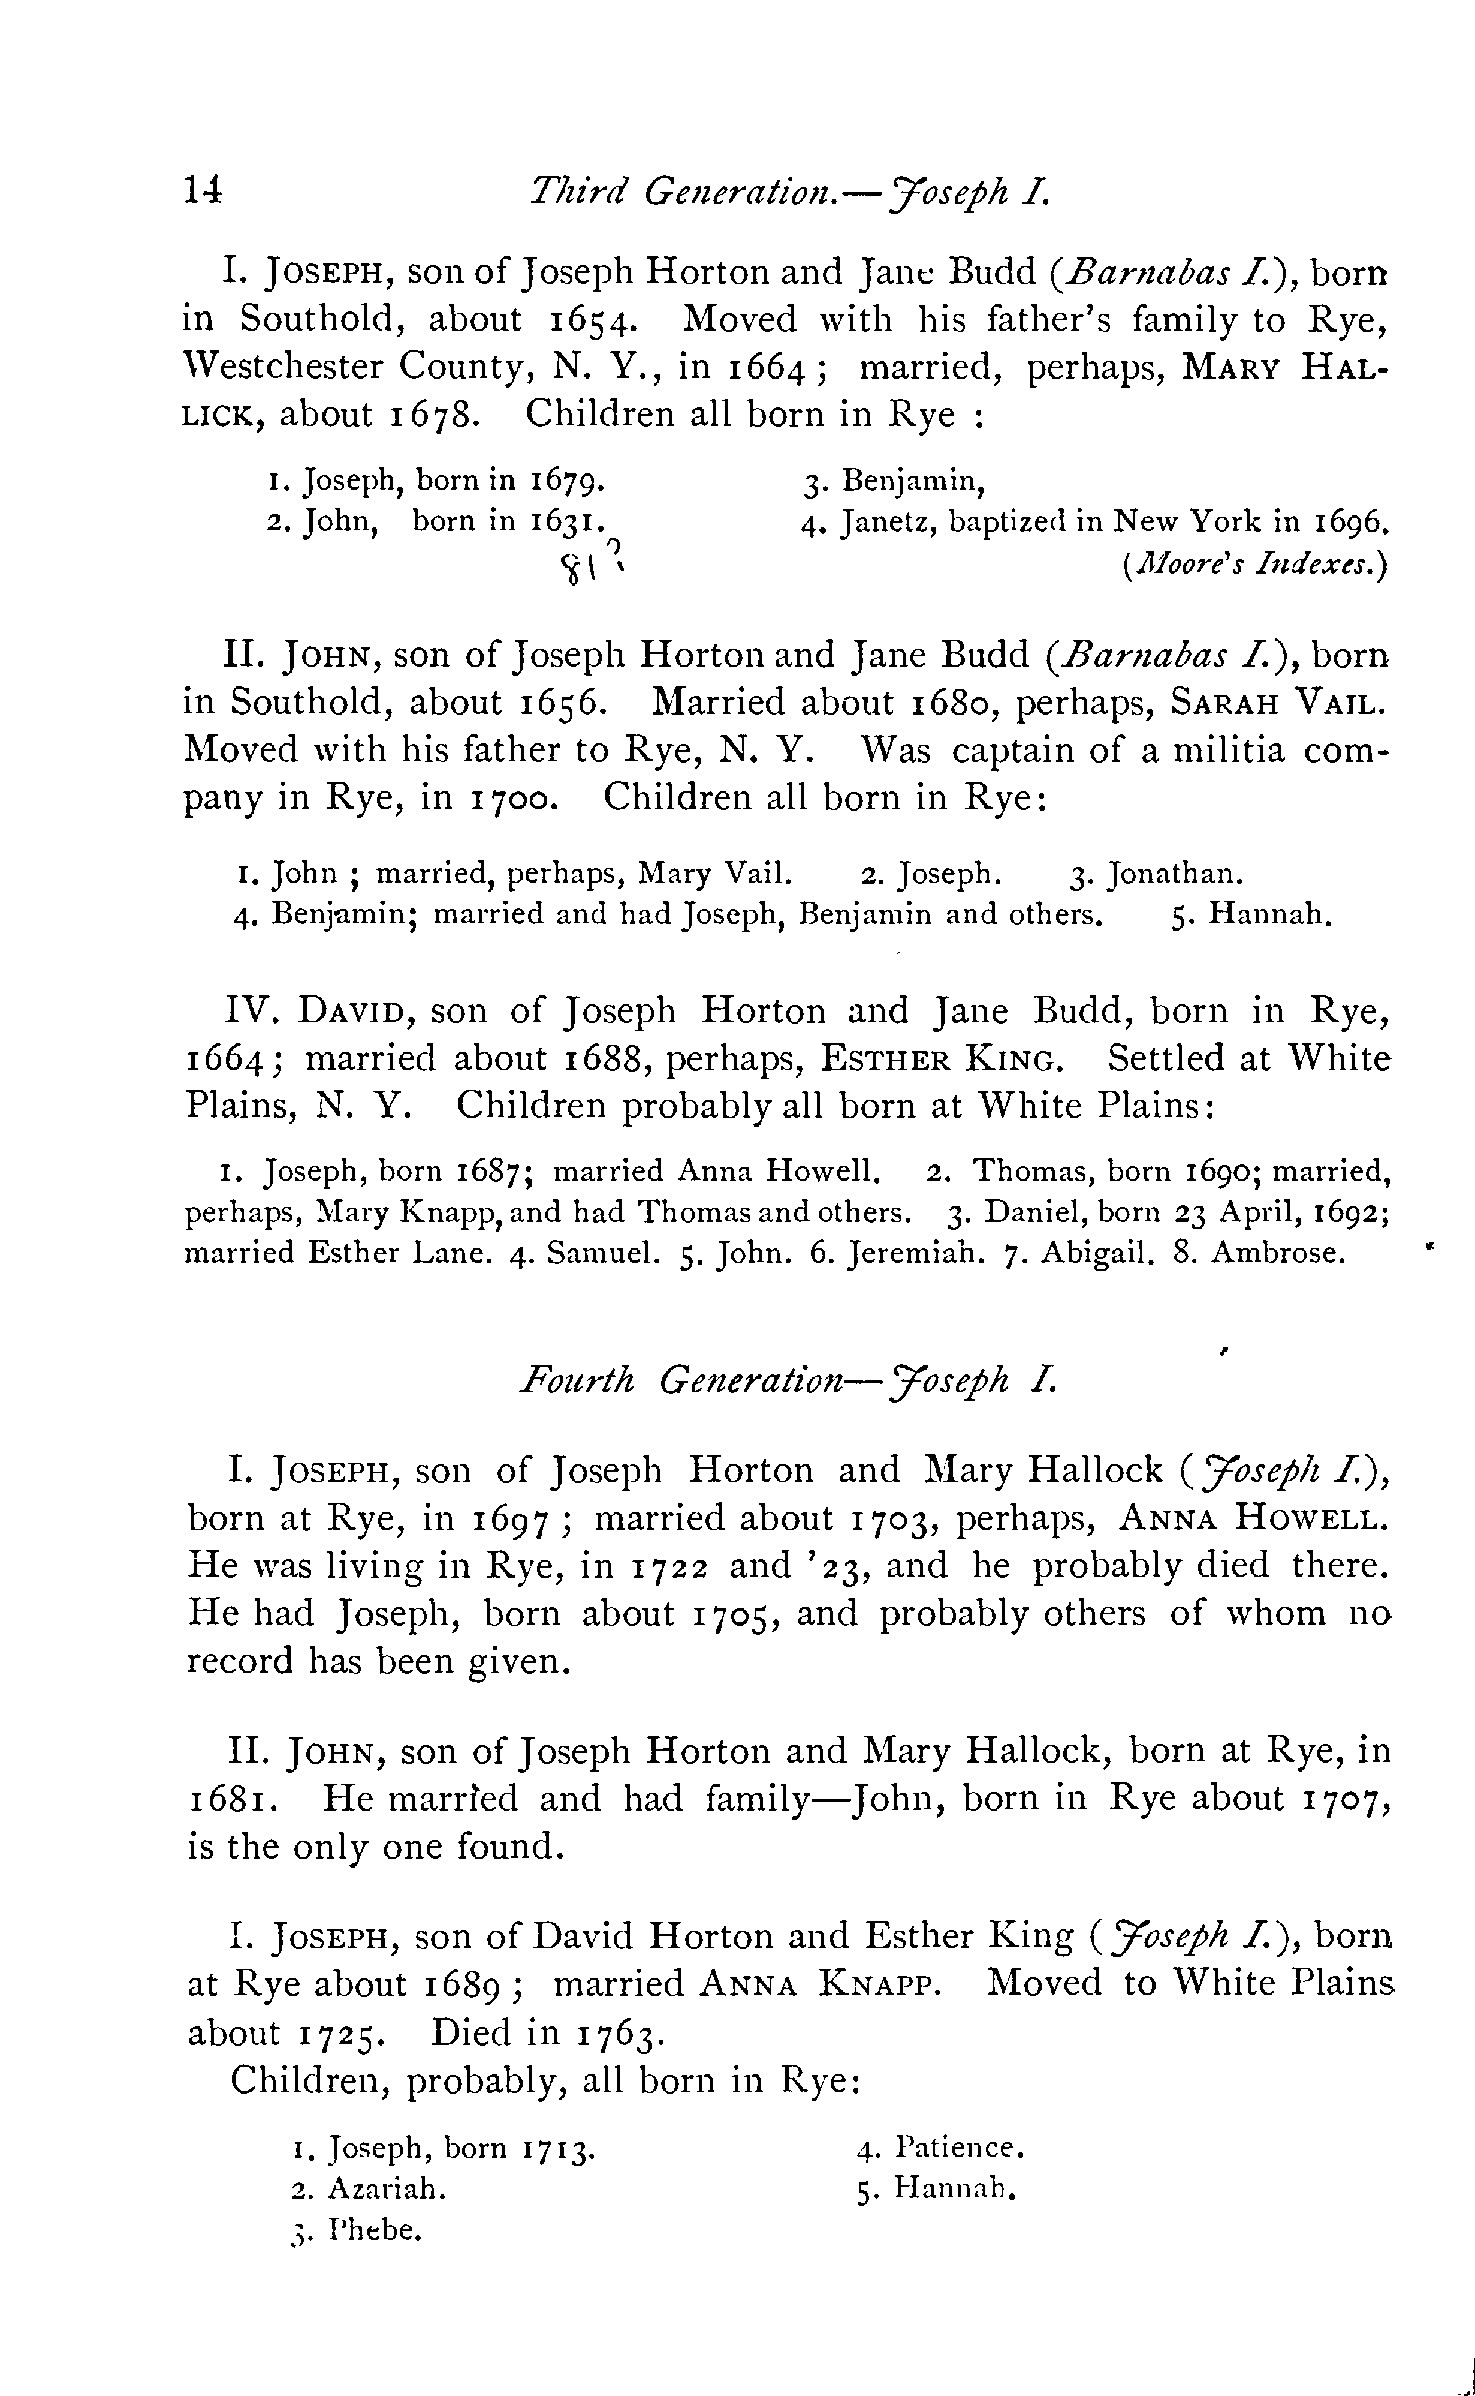 14 Third Generation.—Joseph I.
I. JOSEPH, son of Joseph Horton and Jane Budd (Barnabas I.), born
in Southold, about 1654. Moved with his father's family to Rye,
Westchester County, N. Y., in 1664; married, perhaps, MARY HAL-
LICK, about 1678. Children all born in Rye :
1. Joseph, born in 1679. 3. Benjamin,
2. John, born in 1631. 4. Janetz, baptized in New York in 1696.
81? (Moore's Indexes.)
II. JOHN, son of Joseph Horton and Jane Budd (Barnabas I.), born
in Southold, about 1656. Married about 1680, perhaps, SARAH VAIL.
Moved with his father to Rye, N. Y. Was captain of a militia com-
pany in Rye, in 1700. Children all born in Rye:
1. John ; married, perhaps, Mary Vail. 2. Joseph. 3. Jonathan.
4. Benjamin; married and had Joseph, Benjamin and others. 5. Hannah.
IV. DAVID, son of Joseph Horton and Jane Budd, born in Rye,
1664; married about 1688, perhaps, ESTHER KING. Settled at White
Plains, N. Y. Children probably all born at White Plains:
1. Joseph, born 1687; married Anna Howell. 2. Thomas, born 1690; married,
perhaps, Mary Knapp, and had Thomas and others. 3. Daniel, born 23 April, 1692;
married Esther Lane. 4. Samuel. 5. John. 6. Jeremiah. 7. Abigail. 8. Ambrose.
Fourth Generation—Joseph I.
I. JOSEPH, son of Joseph Horton and Mary Hallock (Joseph I.),
born at Rye, in 1697 ; married about 1703, perhaps, ANNA HOWELL.
He was living in Rye, in 1722 and '23, and he probably died there.
He had Joseph, born about 1705, and probably others of whom no
record has been given.
II. JOHN, son of Joseph Horton and Mary Hallock, born at Rye, in
1681. He married and had family—John, born in Rye about 1707,
is the only one found.
I. JOSEPH, son of David Horton and Esther King (Joseph I.), born
at Rye about 1689 ; married ANNA KNAPP. Moved to White Plains
about 1725. Died in 1763.
Children, probably, all born in Rye:
1. Joseph, born 1713. 4. Patience.
2. Azariah. 5. Hannah.
3. Phebe.